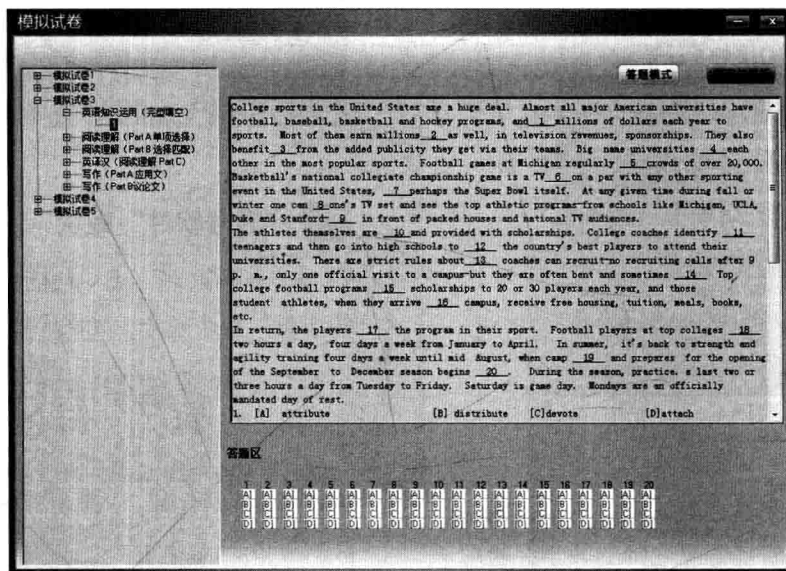 模拟试卷
模拟试卷1
模拟试卷2
模拟试卷3
英语知识运用（完型填空）
1
阅读理解（Part A 单项选择）
阅读理解（Part B 选择匹配）
英译汉（阅读理解 Part C）
写作（Part A应用文）
写作（Part B议论文）
模拟试卷4
模拟试卷5
答题模式
College sports in the United States are a huge deal. Almost all major American universities have
football, baseball, basketball and hockey programs, and 1 millions of dollars each year to
sports. Most of them earn millions 2 as well, in television revenues, sponsorships. They also
benefit 3 from the added publicity they get via their teams. Big name universities 4 each
other in the most popular sports. Football games at Michigan regularly 5 crowds of over 20,000.
Basketball's national collegiate championship game is a TV 6 on a par with any other sporting
event in the United States, 7 perhaps the Super Bowl itself. At any given time during fall or
winter one can 8 one's TV set and see the top athletic programs-from schools like Michigan, UCLA,
Duke and Stanford- 9 in front of packed houses and national TV audiences.
The athletes themselves are 10 and provided with scholarships. College coaches identify 11
teenagers and then go into high schools to 12 the country's best players to attend their
universities. There are strict rules about 13 coaches can recruit-no recruiting calls after 9
p. m., only one official visit to a campus-but they are often bent and sometimes 14 Top
college football programs 15 scholarships to 20 or 30 players each year, and those
student athletes, when they arrive 16 campus, receive free housing, tuition, meals, books,
etc.
In return, the players 17 the program in their sport. Football players at top colleges 18
two hours a day, four days a week from January to April. In summer, it's back to strength and
agility training four days a week until mid August, when camp 19 and prepares for the opening
of the September to December season begins 20 . During the season, practice. s last two or
three hours a day from Tuesday to Friday. Saturday is game day. Mondays are an officially
mandated day of rest.
1. [A] attribute [B] distribute [C]devote [D]attach
答题区
1 2 3 4 5 6 7 8 9 10 11 12 13 14 15 16 17 18 19 20
[A] [A] [A] [A] [A] [A] [A] [A] [A] [A] [A] [A] [A] [A] [A] [A] [A] [A] [A] [A]
[B] [B] [B] [B] [B] [B] [B] [B] [B] [B] [B] [B] [B] [B] [B] [B] [B] [B] [B] [B]
[C] [C] [C] [C] [C] [C] [C] [C] [C] [C] [C] [C] [C] [C] [C] [C] [C] [C] [C] [C]
[D] [D] [D] [D] [D] [D] [D] [D] [D] [D] [D] [D] [D] [D] [D] [D] [D] [D] [D] [D]